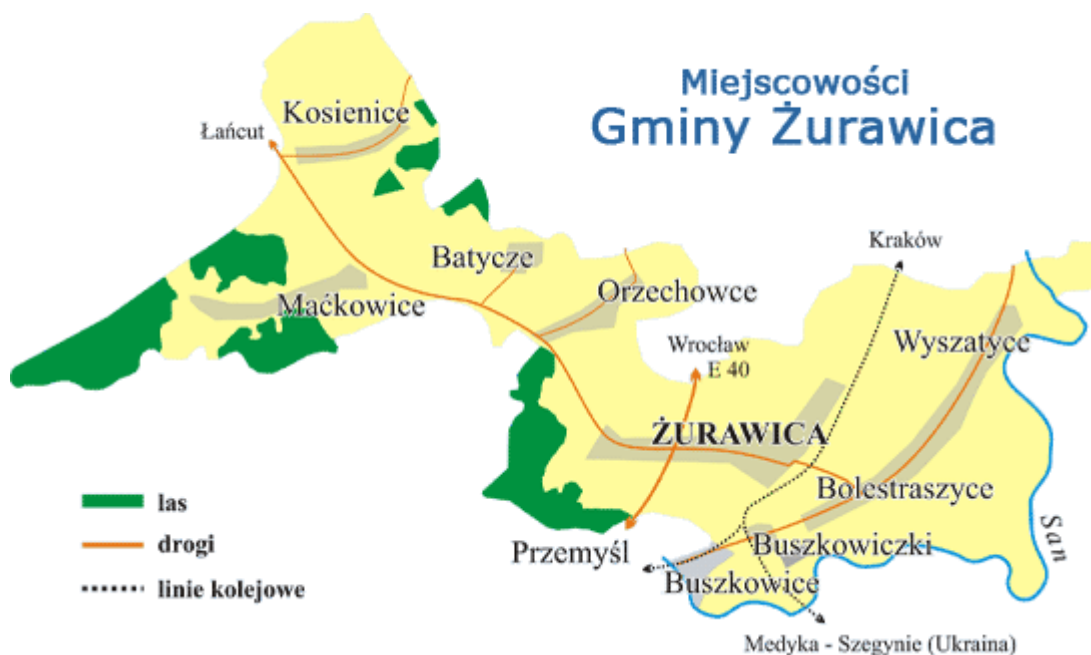 Miejscowości
Gminy Żurawica
Kosienice
Łańcut
Kraków
Batycze
Orzechowce
Maćkowice
Wrocław
E 40
Wyszatyce
ŻURAWICA
Bolestraszyce
las
drogi
linie kolejowe
San
Przemyśl
Buszkowiczki
Buszkowice
Medyka - Szegynie (Ukraina)